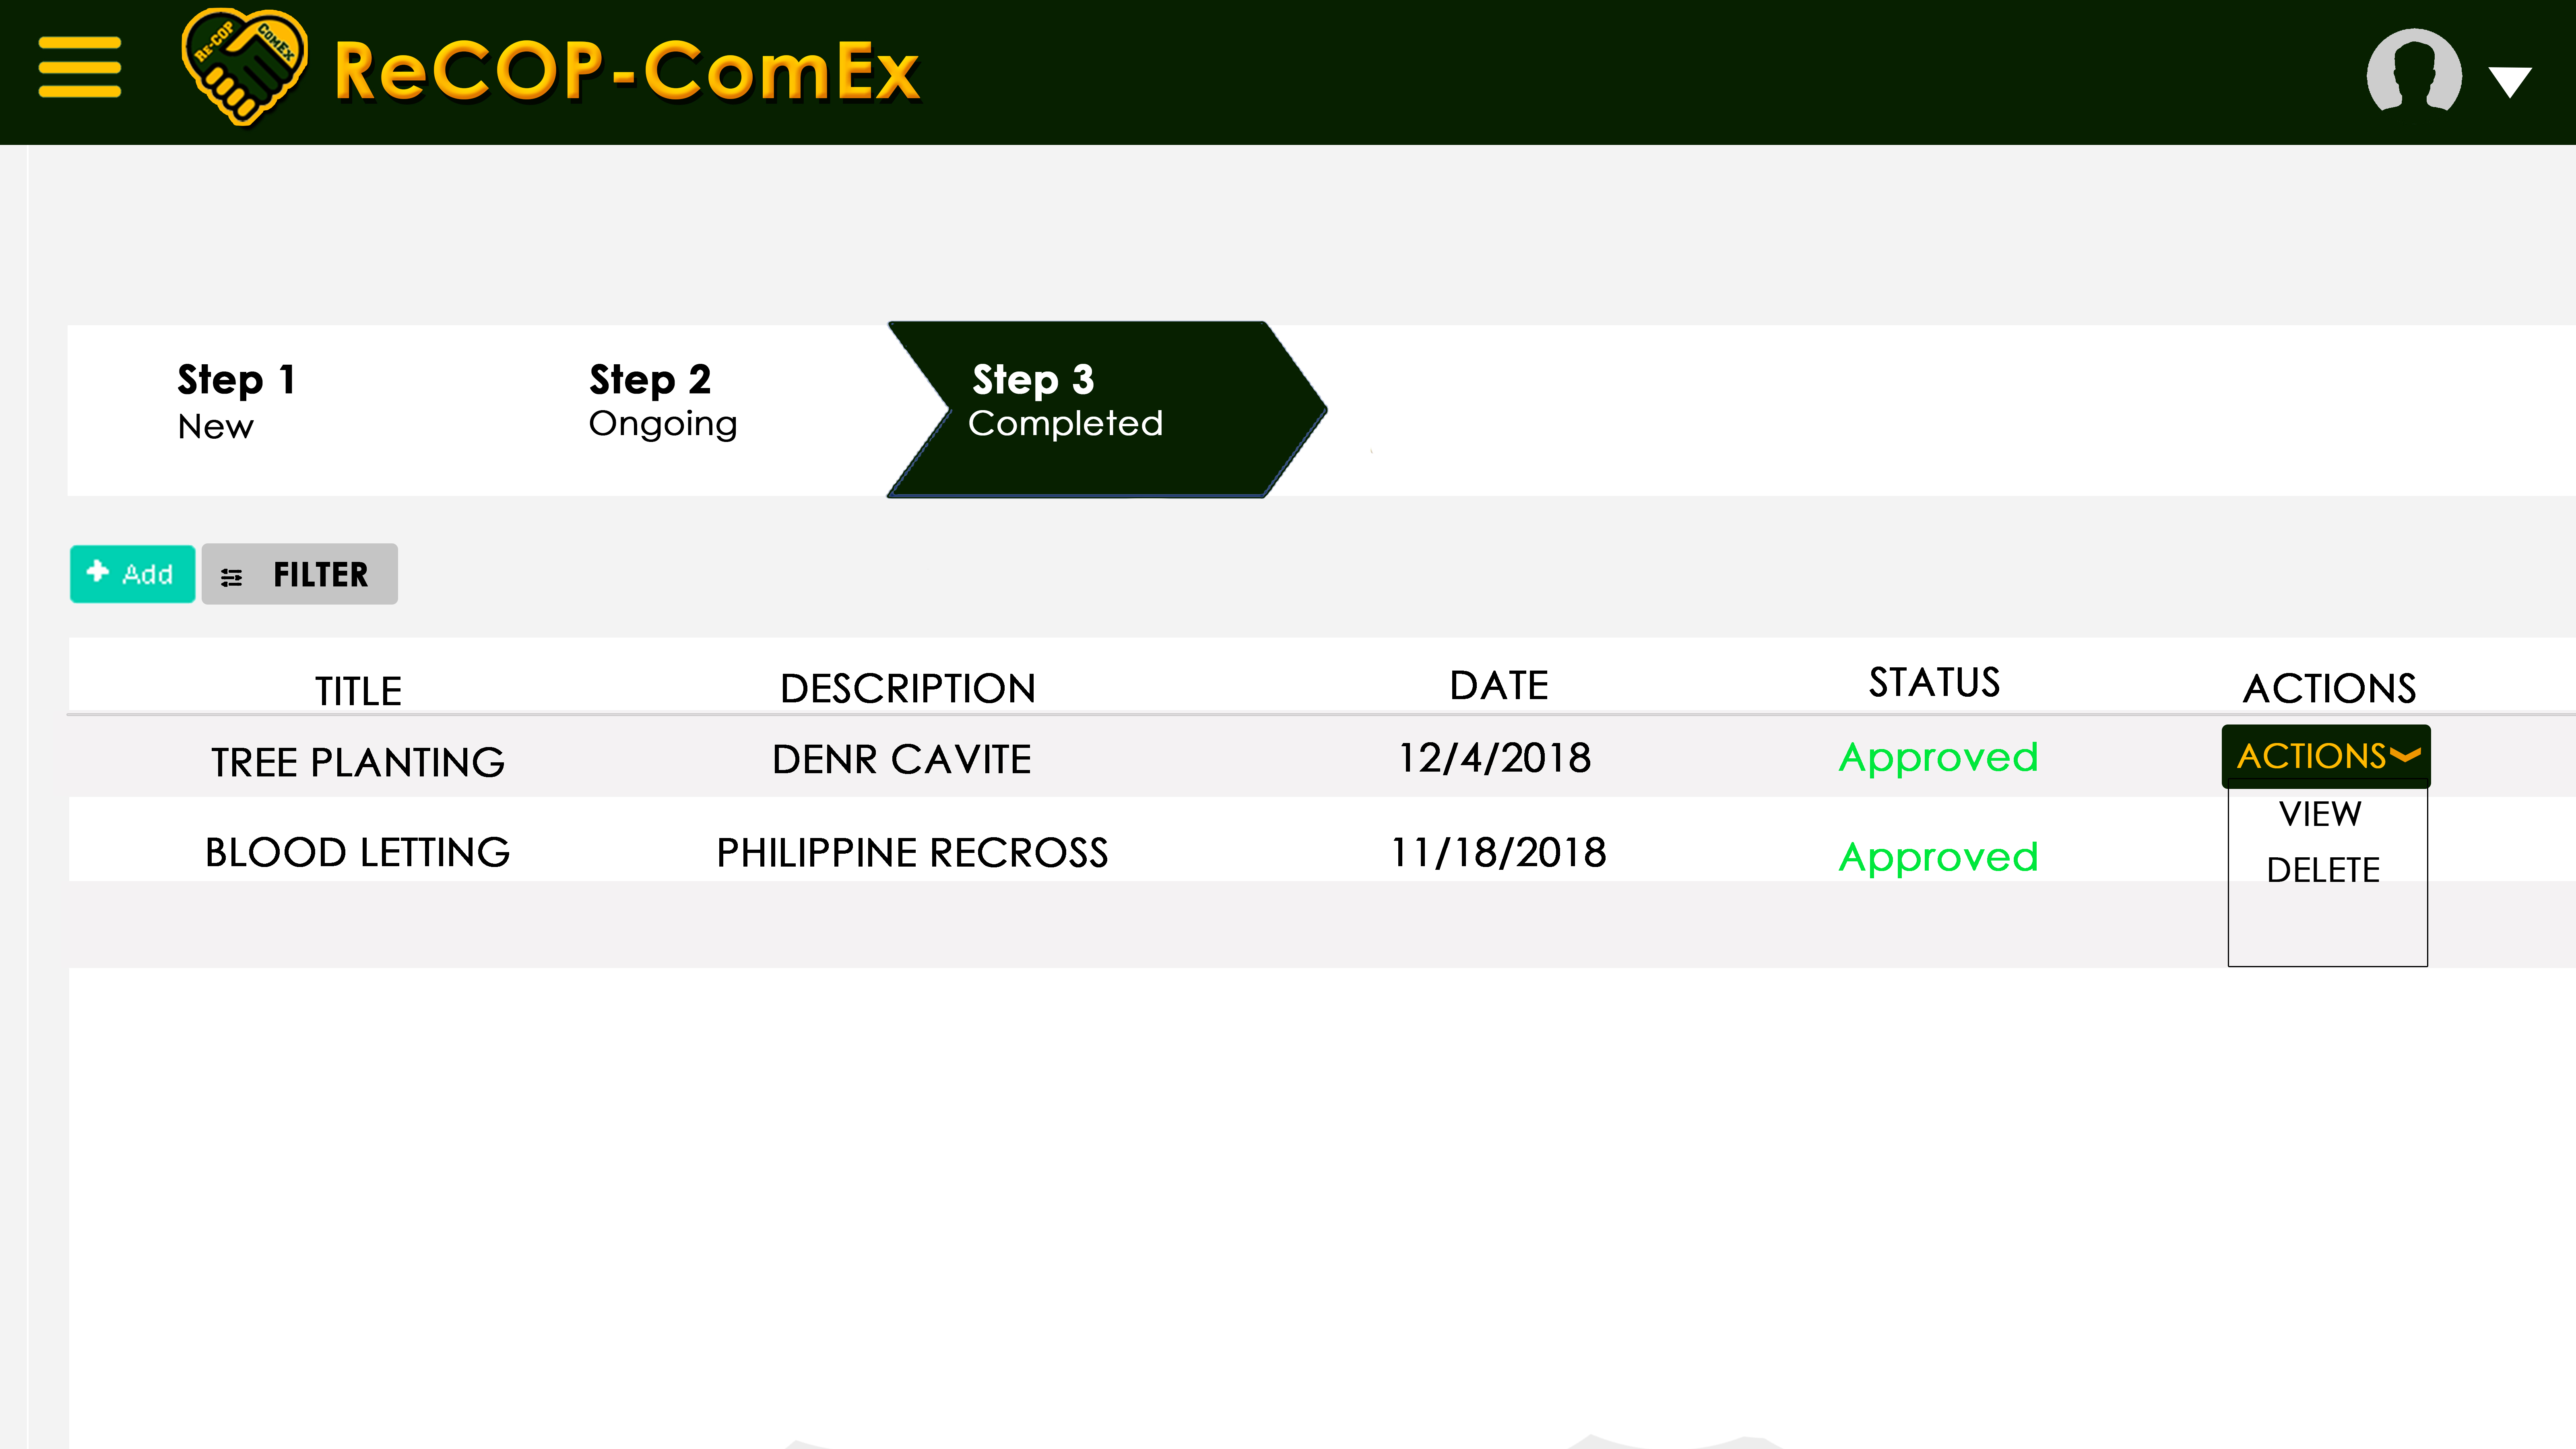 Re-COP ComEx ReCOP-ComEx
Step 1 Step 2 Step 3
New Ongoing Completed
Add FILTER
TITLE DESCRIPTION DATE STATUS ACTIONS
TREE PLANTING DENR CAVITE 12/4/2018 Approved ACTIONS
VIEW
BLOOD LETTING PHILIPPINE RECROSS 11/18/2018 Approved
DELETE